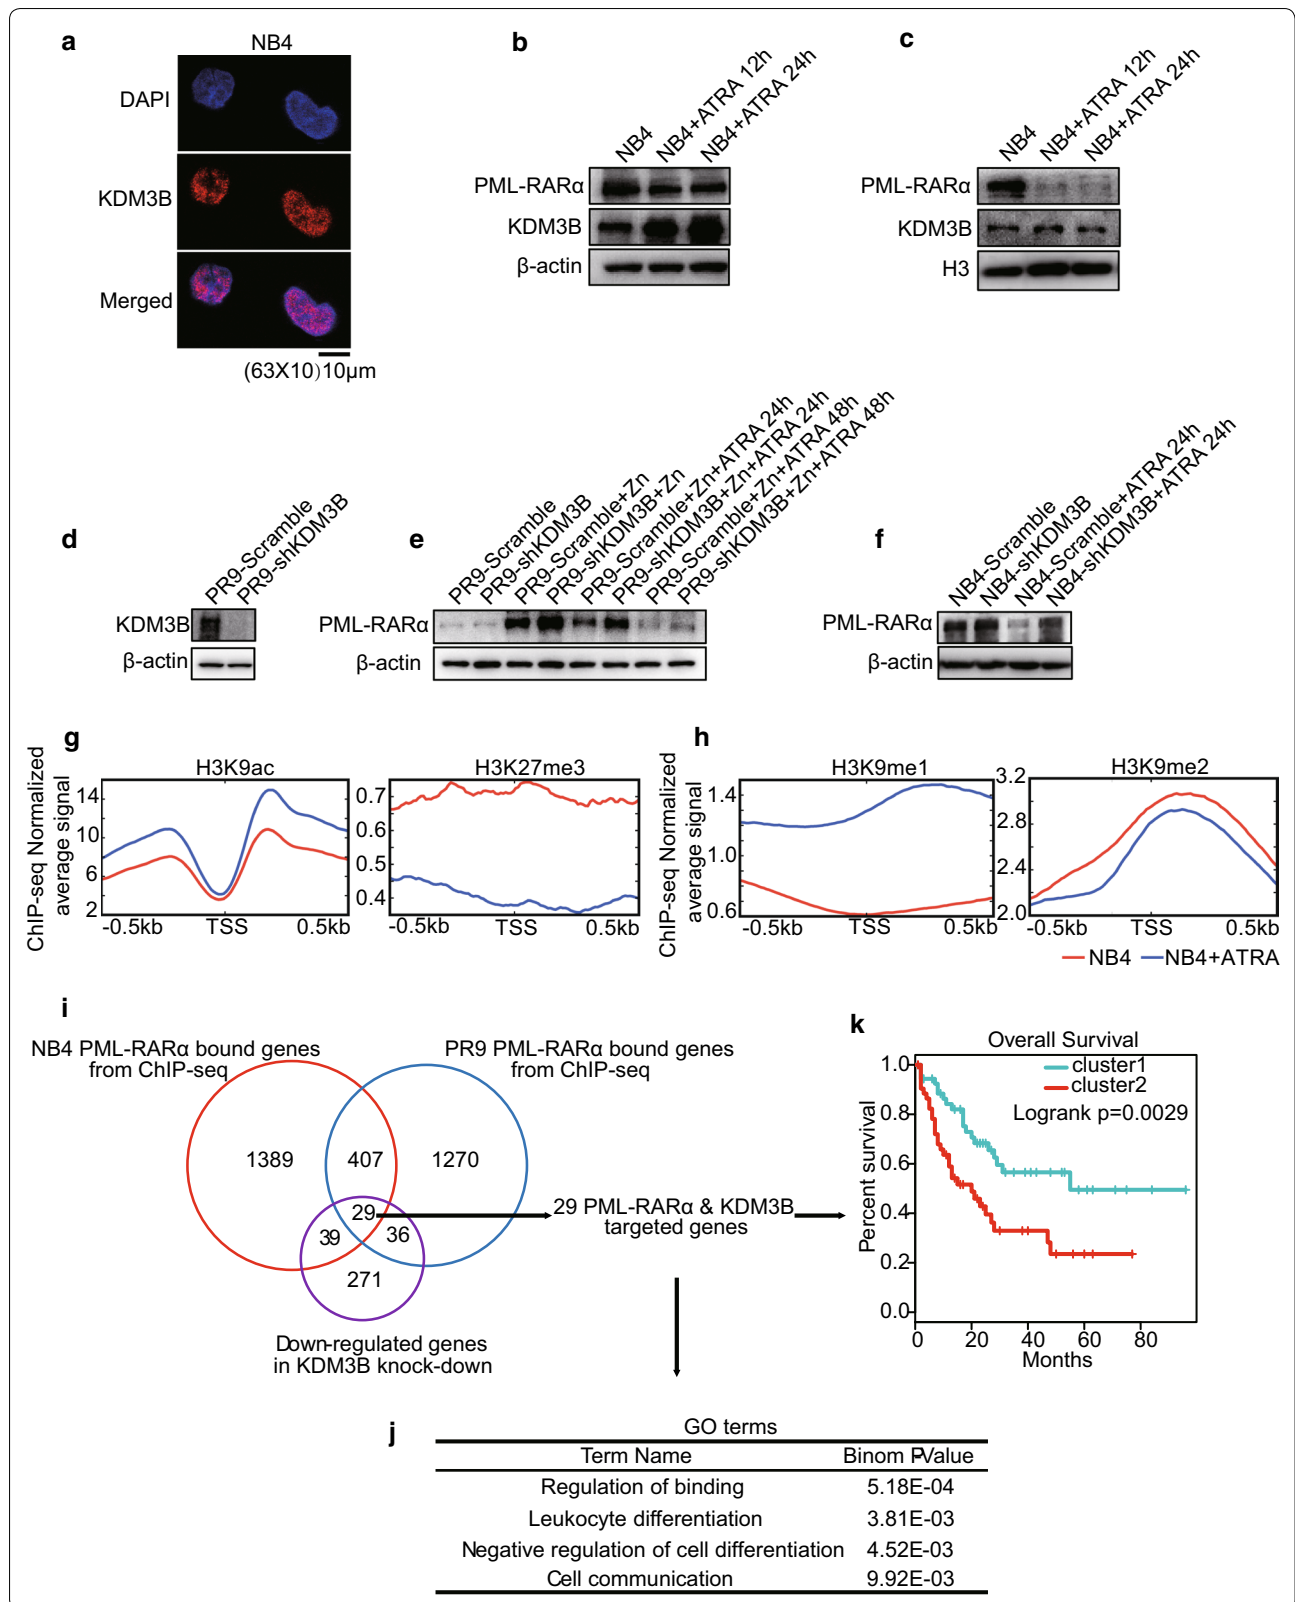 a
NB4
DAPI
KDM3B
Merged
(63X10)10μm
b
NB4
NB4+ATRA 12h
NB4+ATRA 24h
PML-RARα
KDM3B
β-actin
c
NB4
NB4+ATRA 12h
NB4+ATRA 24h
PML-RARα
KDM3B
H3
d
PR9-Scramble
PR9-shKDM3B
KDM3B
β-actin
e
PR9-Scramble
PR9-shKDM3B
PR9-Scramble+Zn
PR9-shKDM3B+Zn
PR9-Scramble+Zn+ATRA 24h
PR9-shKDM3B+Zn+ATRA 24h
PR9-Scramble+Zn+ATRA 48h
PR9-shKDM3B+Zn+ATRA 48h
PML-RARα
β-actin
f
NB4-Scramble
NB4-shKDM3B
NB4-Scramble+ATRA 24h
NB4-shKDM3B+ATRA 24h
PML-RARα
β-actin
g
ChIP-seq Normalized
average signal
H3K9ac
14
10
6
2
-0.5kb TSS 0.5kb
H3K27me3
0.7
0.6
0.5
0.4
-0.5kb TSS 0.5kb
h
ChIP-seq Normalized
average signal
H3K9me1
1.4
1.0
0.6
-0.5kb TSS 0.5kb
H3K9me2
3.2
2.8
2.4
2.0
-0.5kb TSS 0.5kb
NB4 NB4+ATRA
i
NB4 PML-RARα bound genes
from ChIP-seq
PR9 PML-RARα bound genes
from ChIP-seq
1389
407
1270
29
39
36
271
Down-regulated genes
in KDM3B knock-down
29 PML-RARα & KDM3B
targeted genes
k
Overall Survival
cluster1
cluster2
Logrank p=0.0029
Percent survival
1.0
0.8
0.6
0.4
0.2
0.0
0 20 40 60 80
Months
j
GO terms
Term Name Binom P-Value
Regulation of binding 5.18E-04
Leukocyte differentiation 3.81E-03
Negative regulation of cell differentiation 4.52E-03
Cell communication 9.92E-03